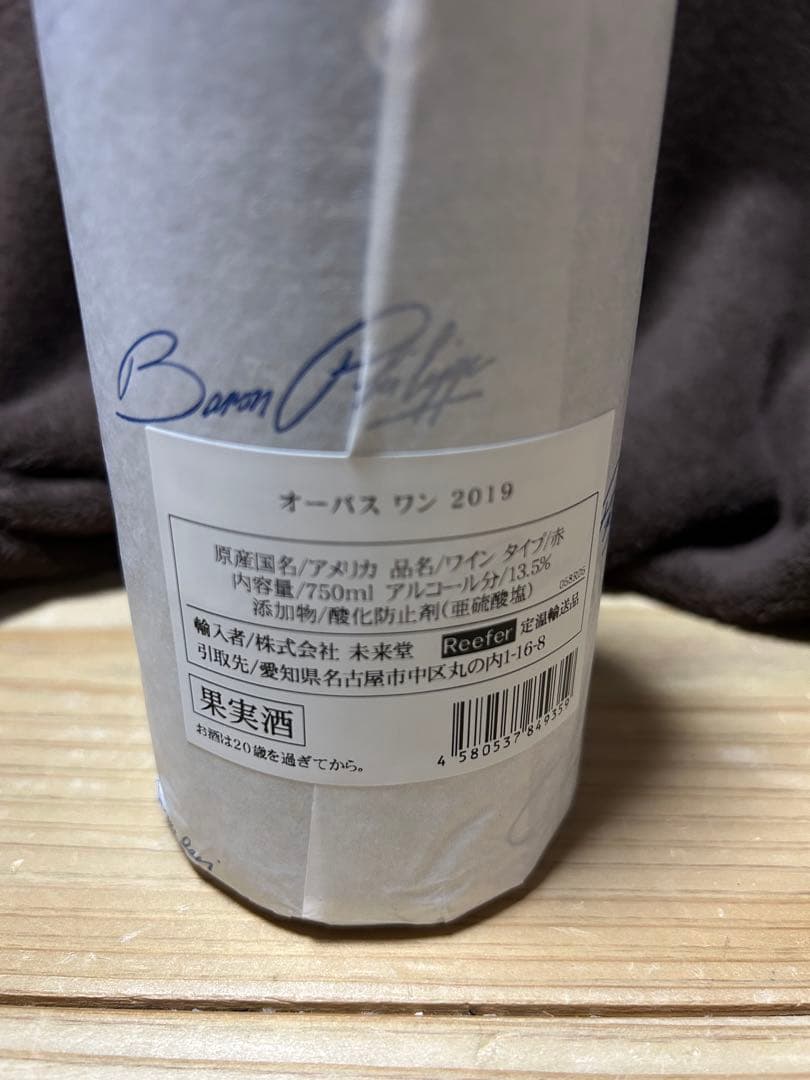 Baron Philippe
オーパス ワン 2019
原産国名/アメリカ 品名/ワイン タイプ/赤
内容量/750ml アルコール分/13.5%
添加物/酸化防止剤(亜硫酸塩)
輸入者/株式会社 未来堂 Reefer 定温輸送品
引取先/愛知県名古屋市中区丸の内1-16-8
果実酒
お酒は20歳を過ぎてから。
4 580537 849359